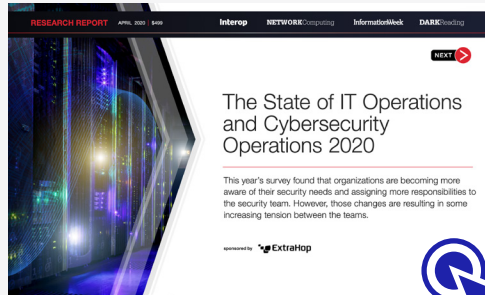 RESEARCH REPORT APRIL 2020 | $499 Interop NETWORKComputing InformationWeek DARKReading
NEXT
The State of IT Operations
and Cybersecurity
Operations 2020
This year's survey found that organizations are becoming more
aware of their security needs and assigning more responsibilities to
the security team. However, those changes are resulting in some
increasing tension between the teams.
sponsored by ExtraHop